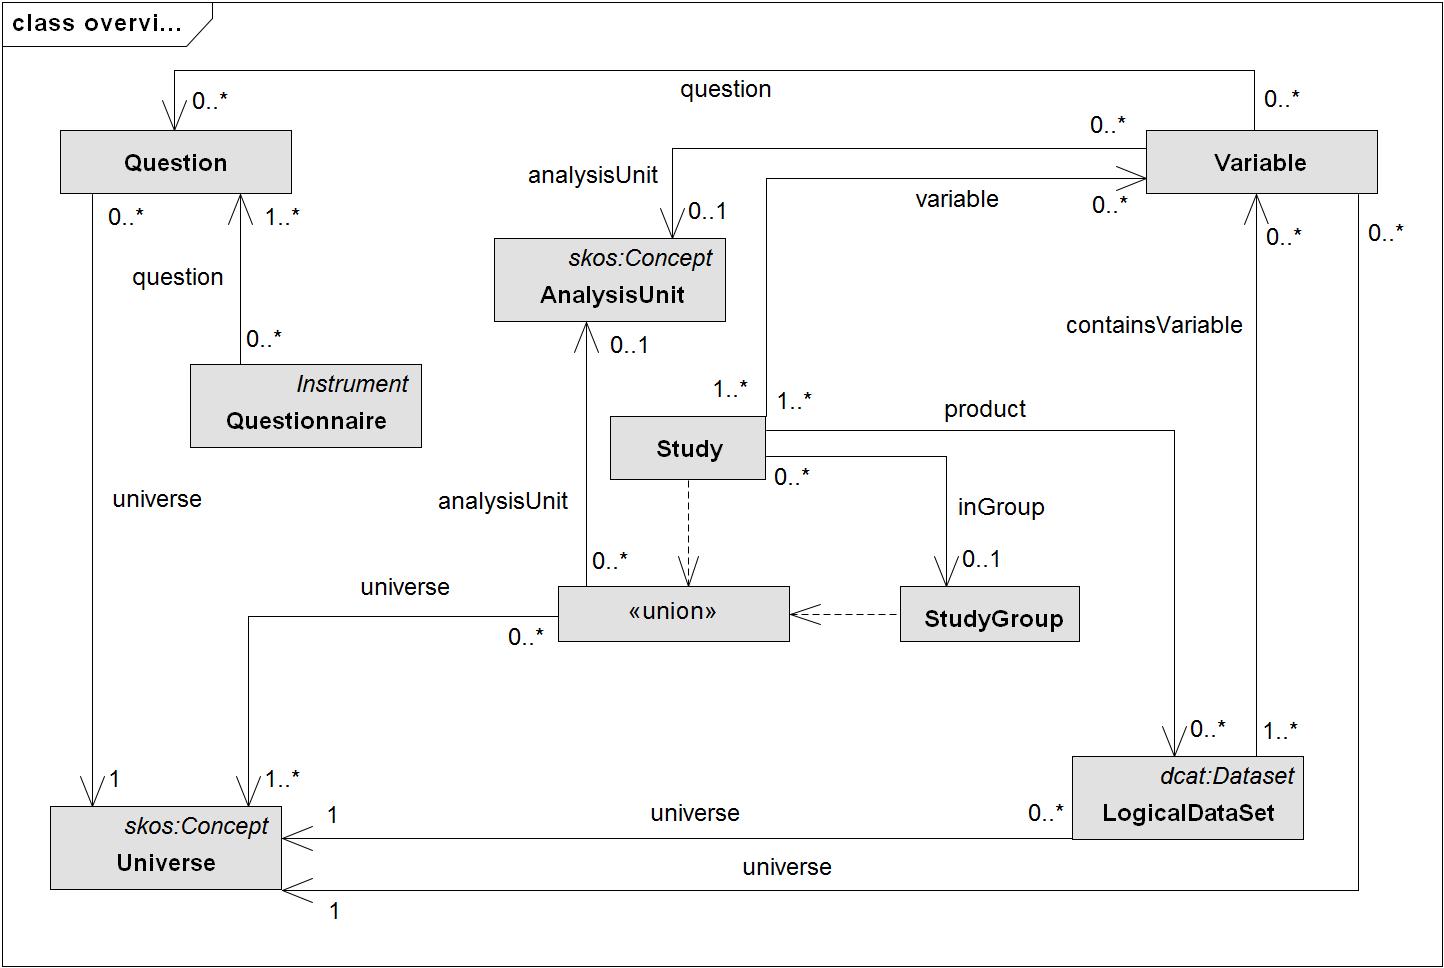 class overvi...
question
0..*
0..*
Question
Variable
0..*
analysisUnit
0..1
variable
0..*
0..*
1..*
0..*
0..*
skos:Concept
AnalysisUnit
question
containsVariable
0..*
0..1
Instrument
Questionnaire
1..*
1..*
product
Study
0..*
universe
analysisUnit
inGroup
0..*
0..1
universe
«union»
StudyGroup
0..*
0..*
1..*
1
1..*
dcat:Dataset
LogicalDataSet
skos:Concept
Universe
1
universe
0..*
universe
1